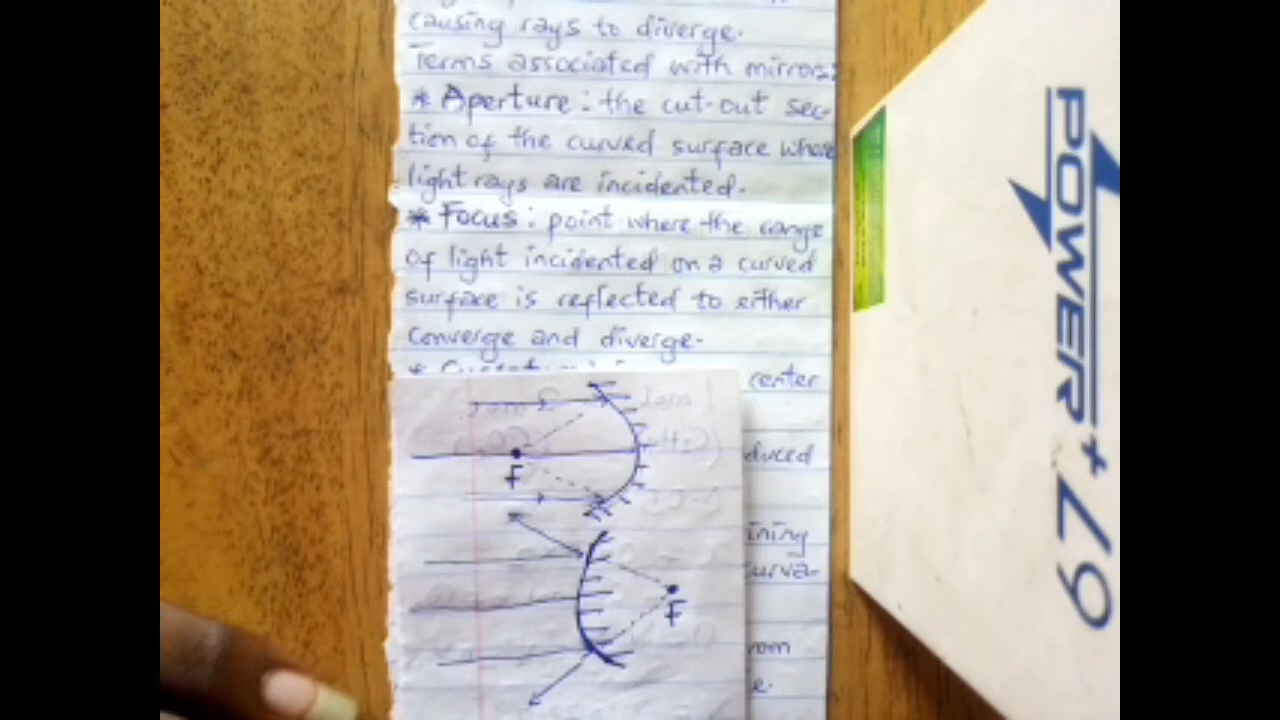 causing rays to diverge.
Terms associated with mirrors:
* Aperture: the cut-out sec-
tion of the curved surface where
light rays are incidented.
* Focus: point where the range
of light incidented on a curved
surface is reflected to either
converge and diverge.
* center
duced
F
ining
urva-
F
rom
e.
POWER+ L9